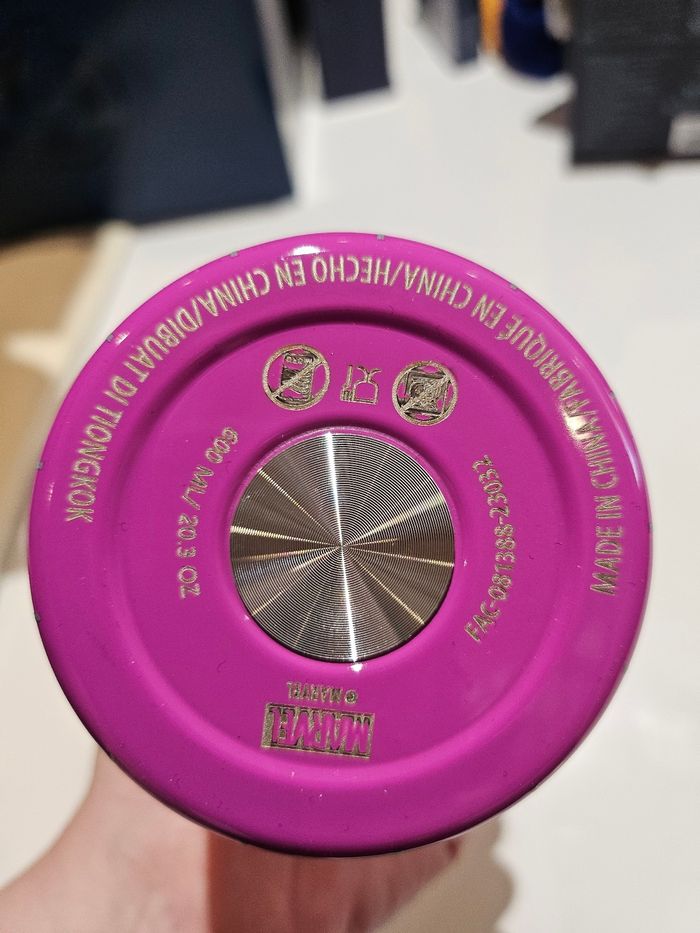 MADE IN CHINA/FABRIQUÉ EN CHINA/HECHO EN CHINA/DIBUAT DI TIONGKOK
600 ML/ 20.3 OZ
FAC-081388-23032
MARVEL
© MARVEL